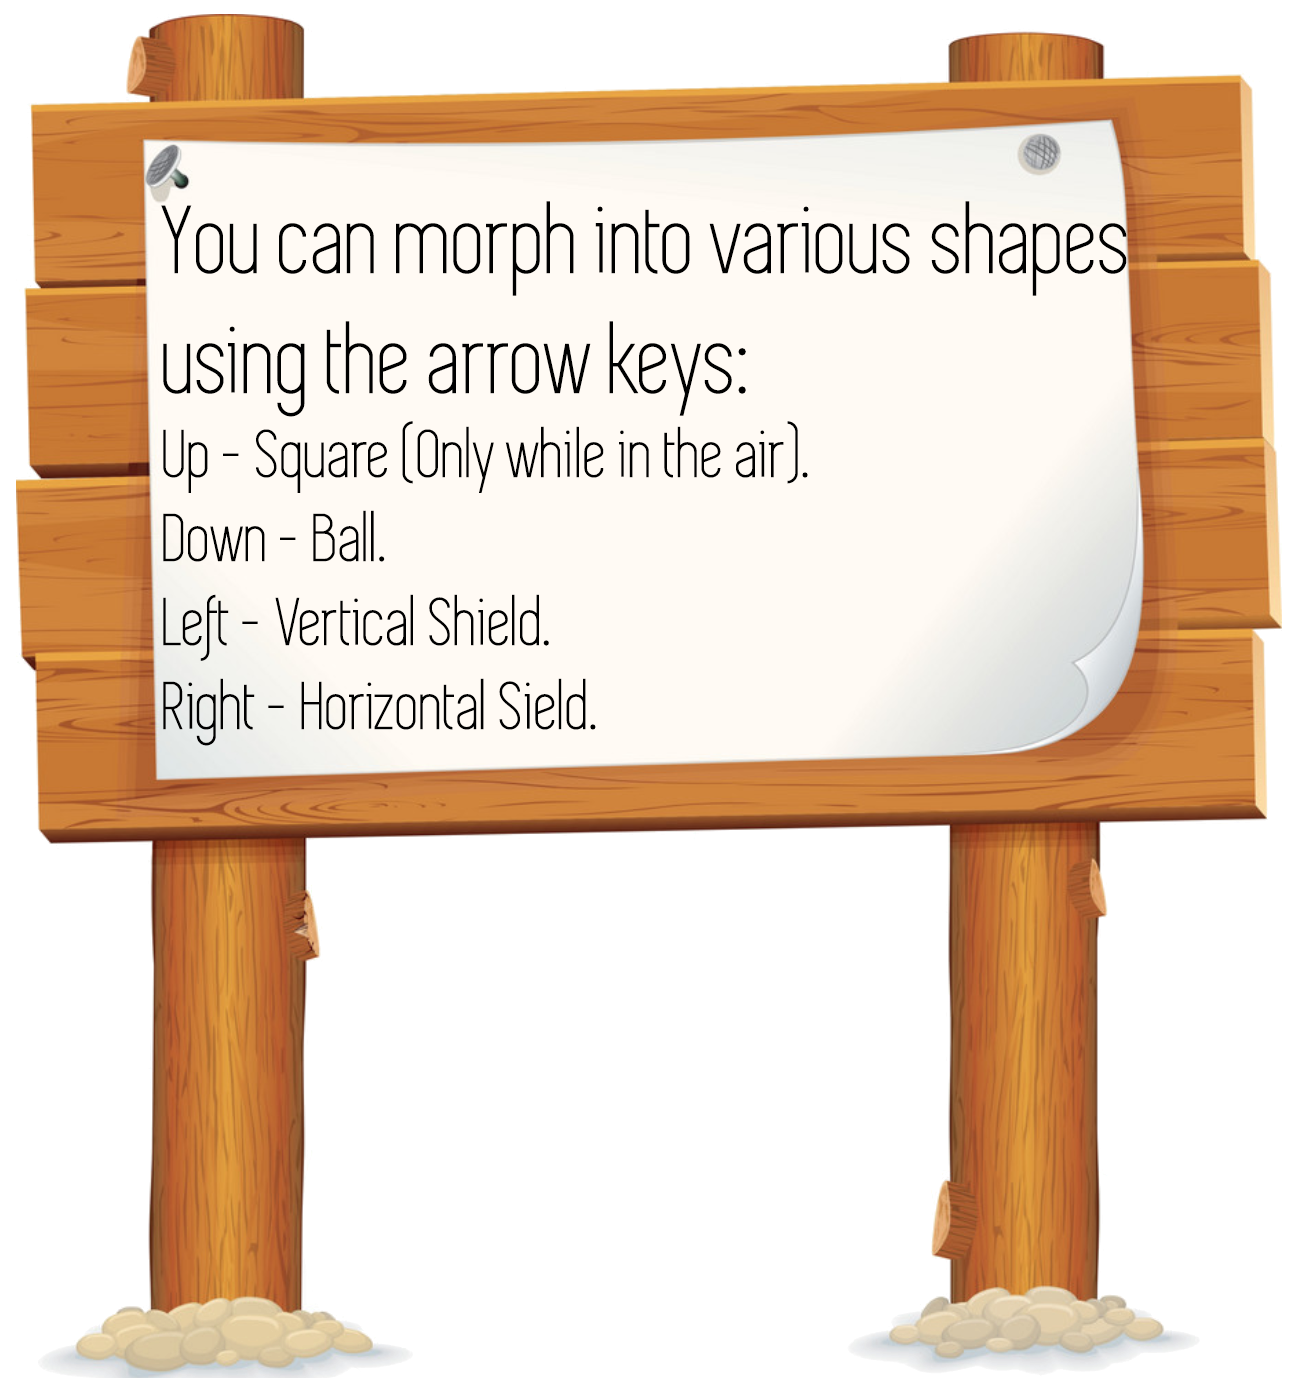 You can morph into various shapes
using the arrow keys:
Up - Square (Only while in the air).
Down - Ball.
Left - Vertical Shield.
Right - Horizontal Sield.